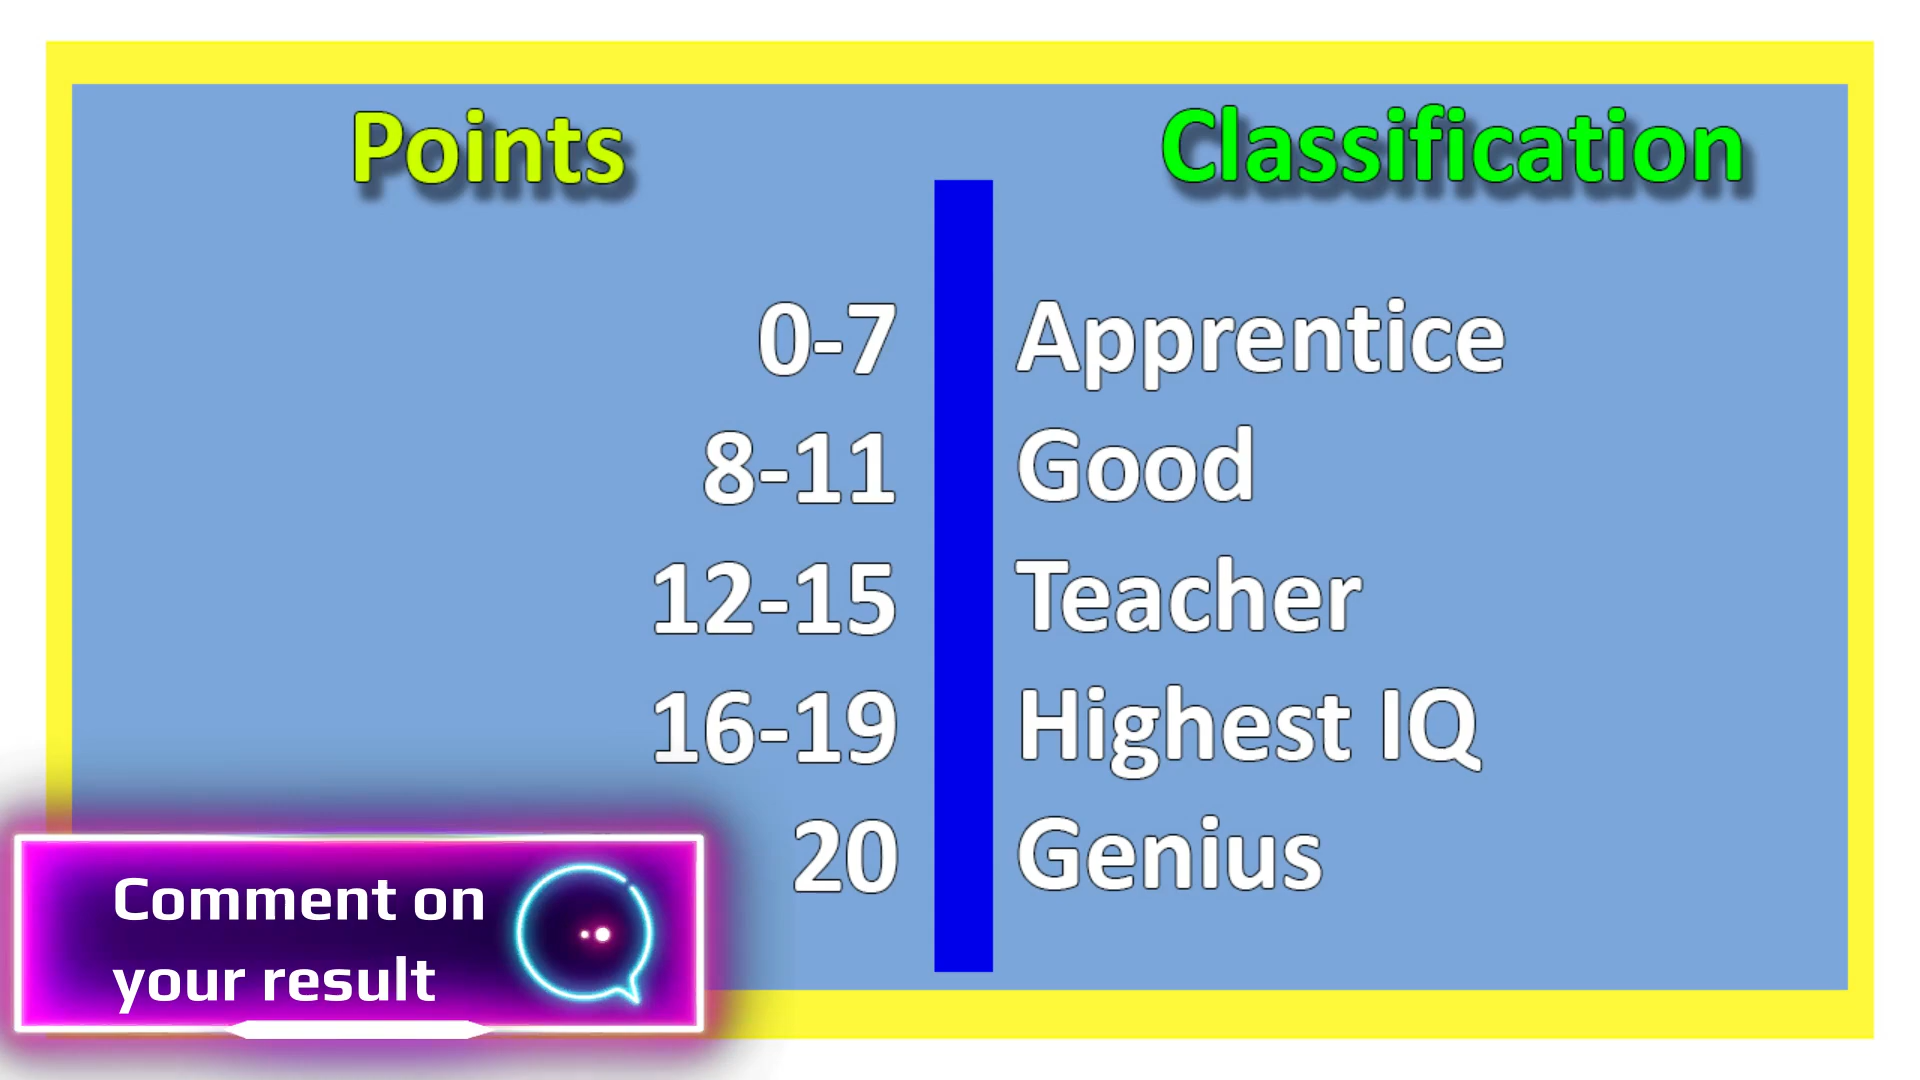 Points Classification
0-7 Apprentice
8-11 Good
12-15 Teacher
16-19 Highest IQ
20 Genius
Comment on
your result